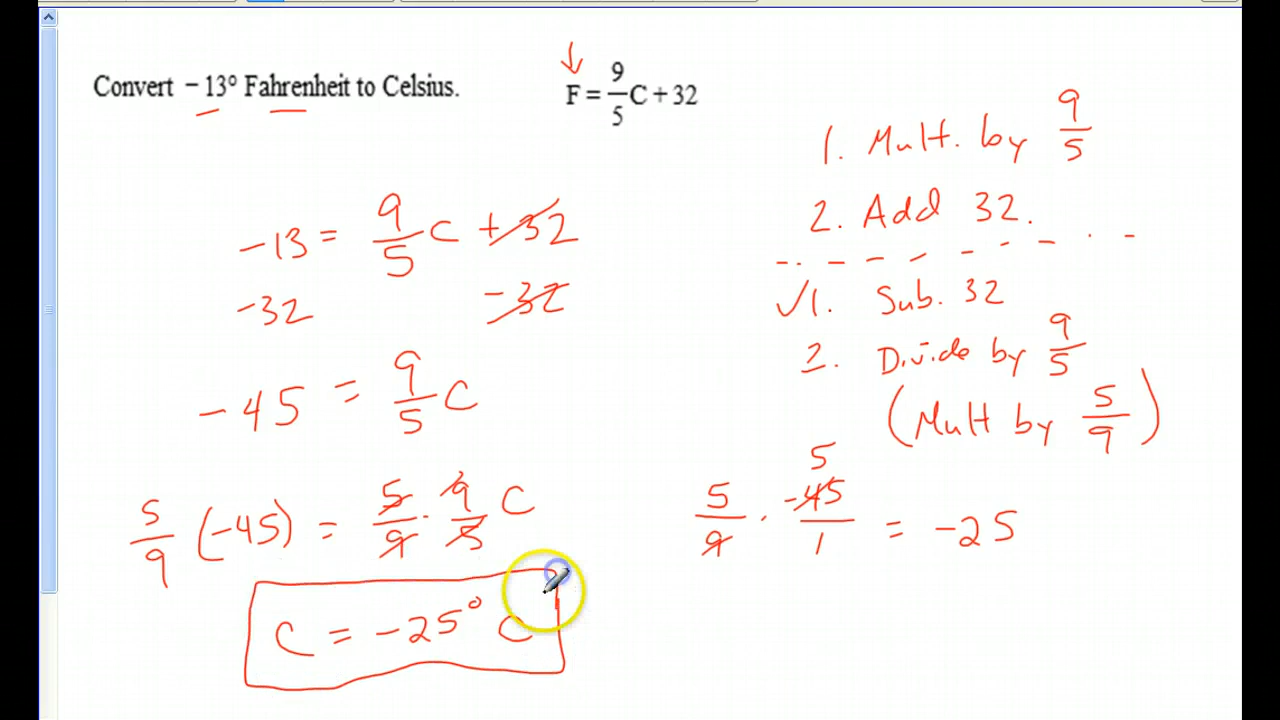 Convert − 13° Fahrenheit to Celsius.
F = 9/5 C + 32
1. Mult. by 9/5
2. Add 32.
-13 = 9/5 C + 32
-32 -32
√1. Sub. 32
2. Divide by 9/5
(Mult by 5/9)
-45 = 9/5 C
5/9 (-45) = 5/9 · 9/5 C
5
5/9 · -45/1 = -25
C = -25° C